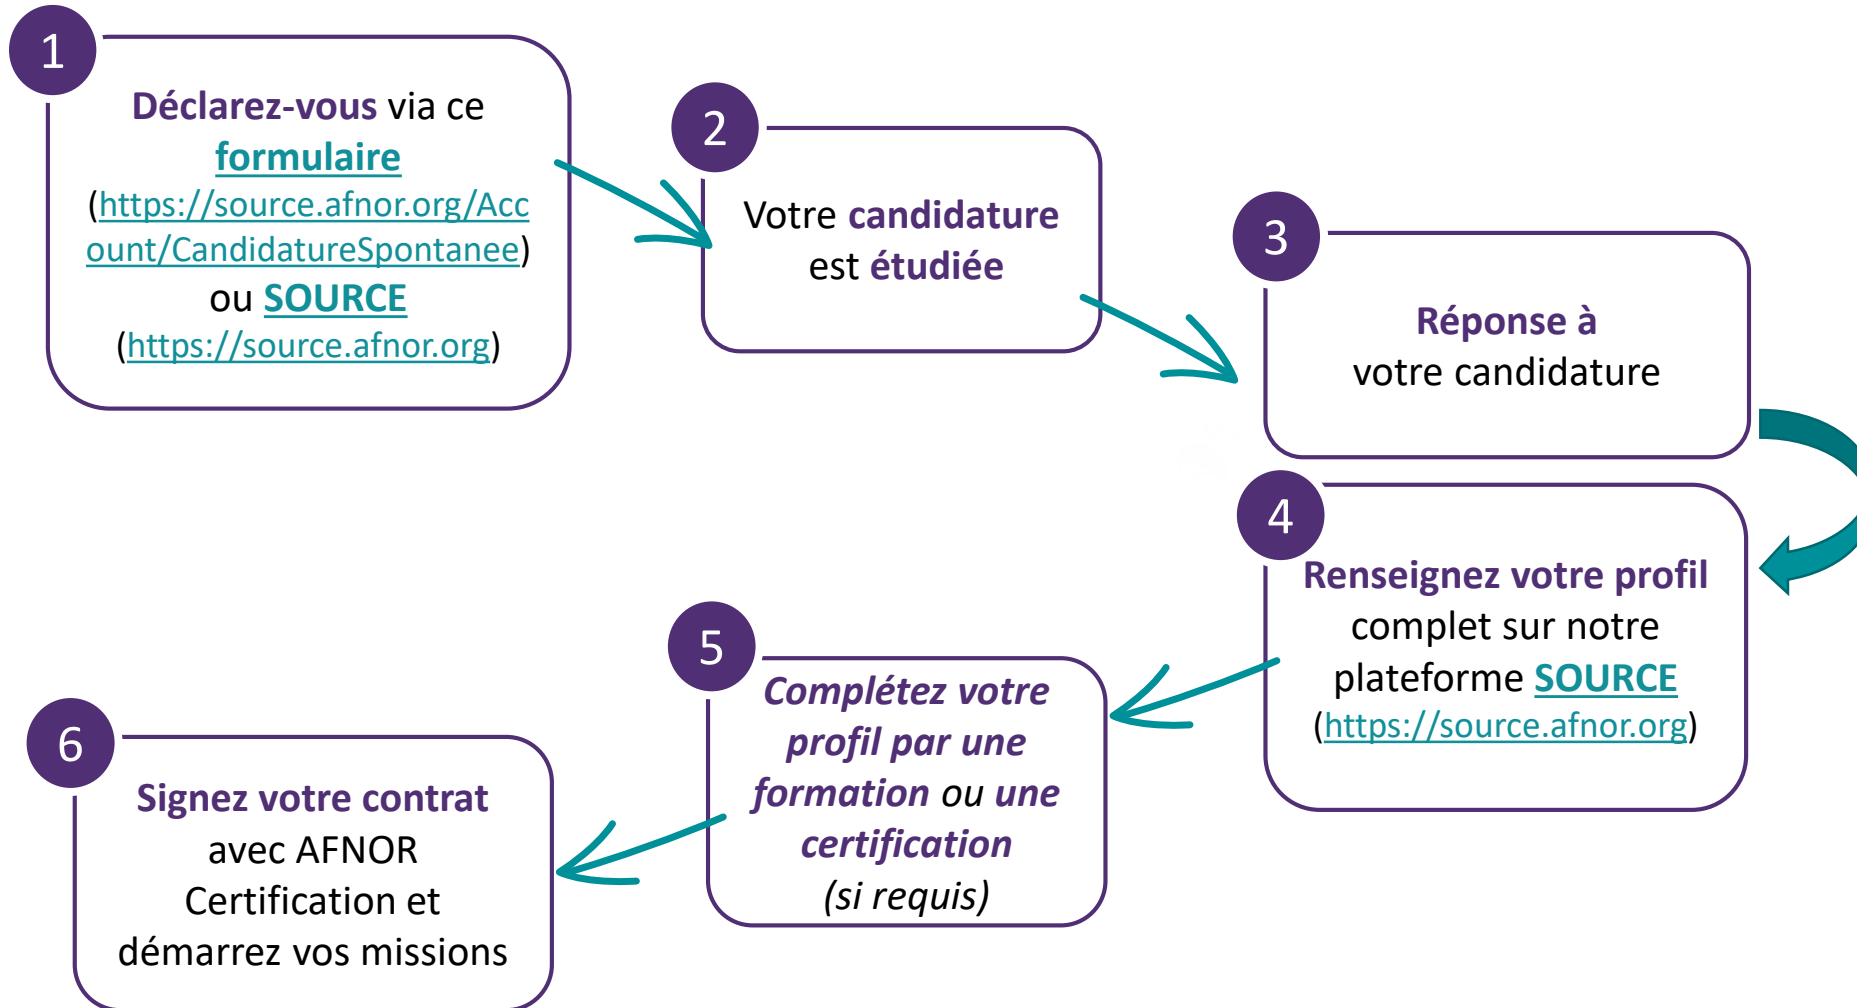 1
Déclarez-vous via ce
formulaire
(https://source.afnor.org/Acc
ount/CandidatureSpontanee)
ou SOURCE
(https://source.afnor.org)
2
Votre candidature
est étudiée
3
Réponse à
votre candidature
4
Renseignez votre profil
complet sur notre
plateforme SOURCE
(https://source.afnor.org)
5
Complétez votre
profil par une
formation ou une
certification
(si requis)
6
Signez votre contrat
avec AFNOR
Certification et
démarrez vos missions